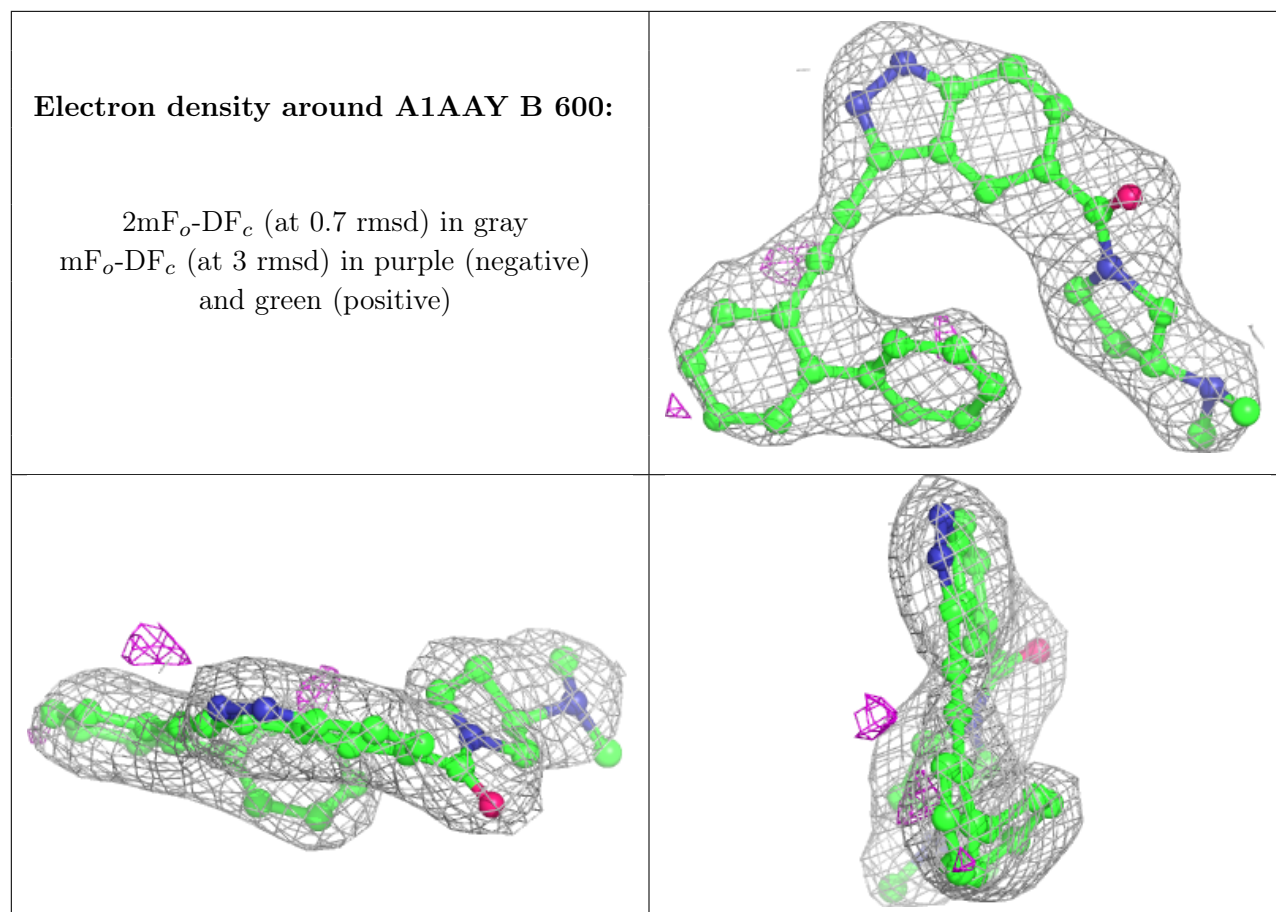 Electron density around A1AAY B 600:
2mFo-DFc (at 0.7 rmsd) in gray
mFo-DFc (at 3 rmsd) in purple (negative)
and green (positive)